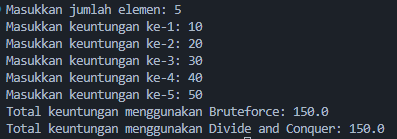 Masukkan jumlah elemen: 5
Masukkan keuntungan ke-1: 10
Masukkan keuntungan ke-2: 20
Masukkan keuntungan ke-3: 30
Masukkan keuntungan ke-4: 40
Masukkan keuntungan ke-5: 50
Total keuntungan menggunakan Bruteforce: 150.0
Total keuntungan menggunakan Divide and Conquer: 150.0